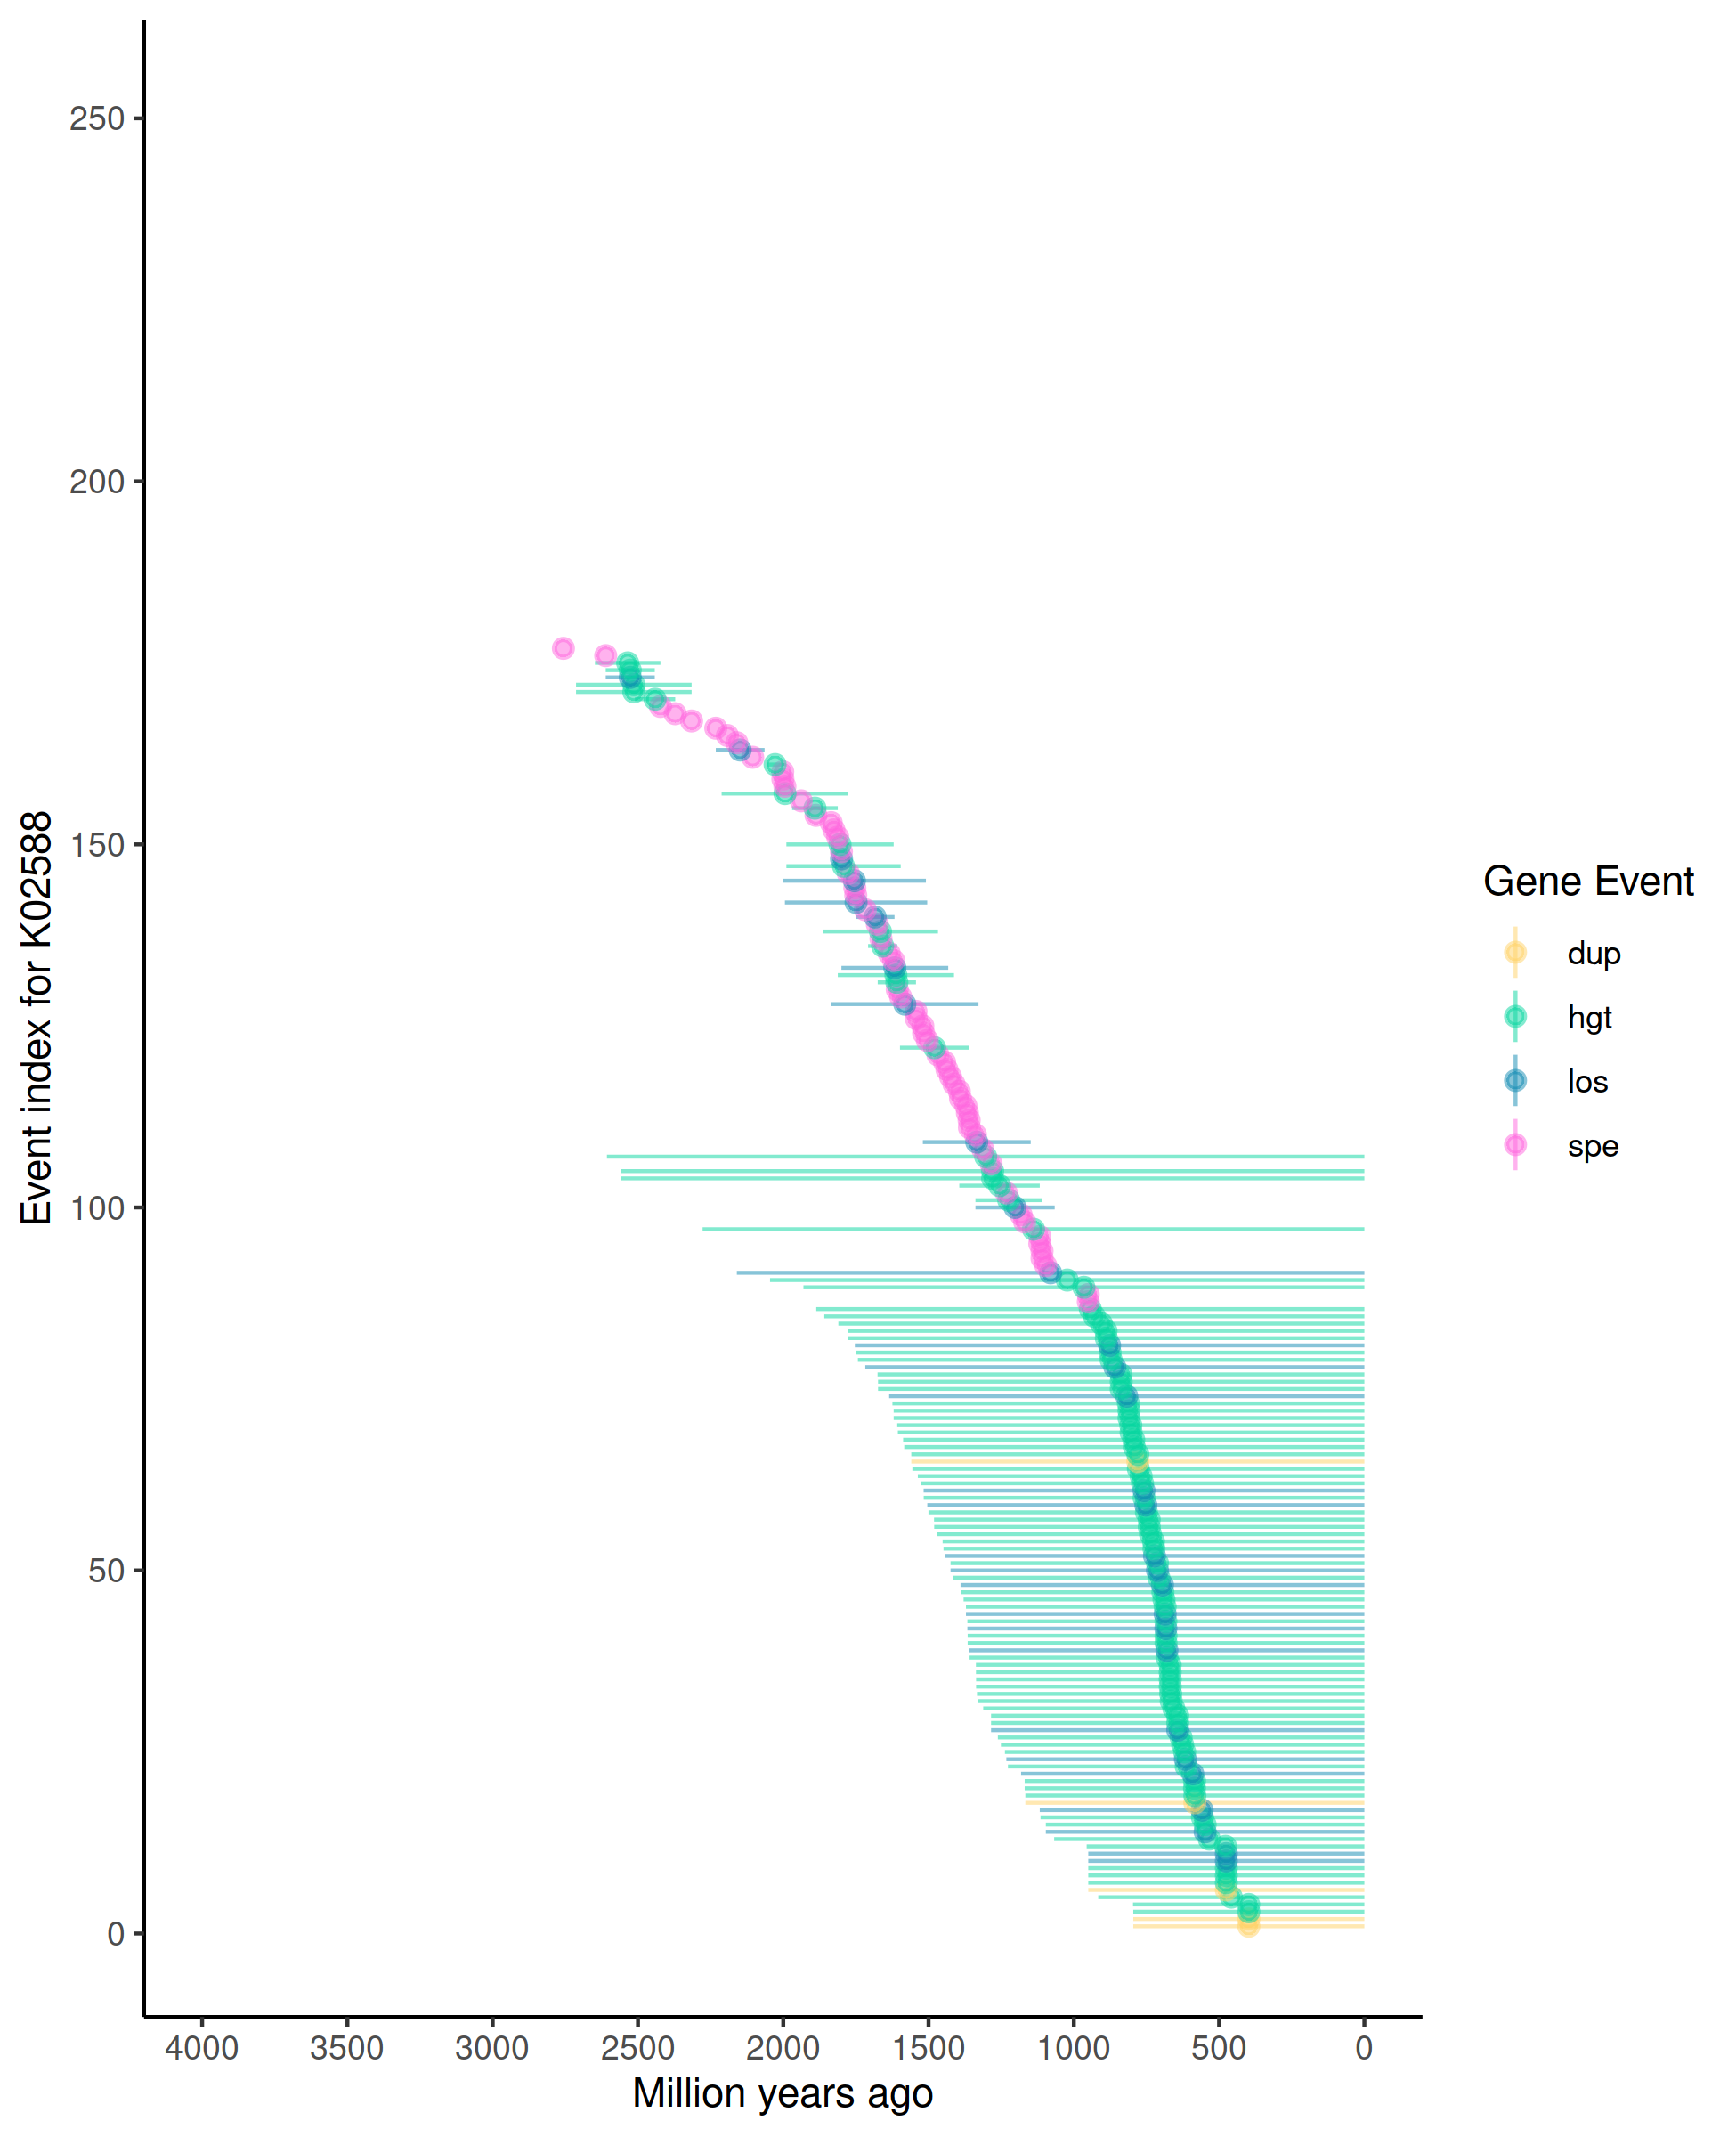 Event index for K02588
250
200
150
100
50
0
4000 3500 3000 2500 2000 1500 1000 500 0
Million years ago
Gene Event
dup
hgt
los
spe